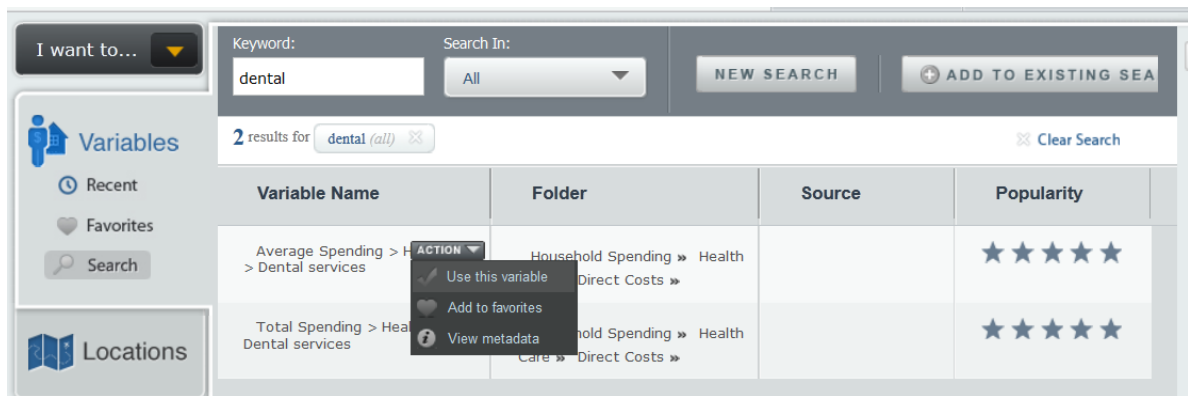 I want to...
Keyword:
Search In:
dental
All
NEW SEARCH
ADD TO EXISTING SEA
Variables
Recent
Favorites
Search
Locations
2 results for dental (all)
Clear Search
Variable Name
Folder
Source
Popularity
Average Spending > H
> Dental services
ACTION
Use this variable
Add to favorites
View metadata
Household Spending » Health
Direct Costs »
Total Spending > Heal
Dental services
hold Spending » Health
Care » Direct Costs »